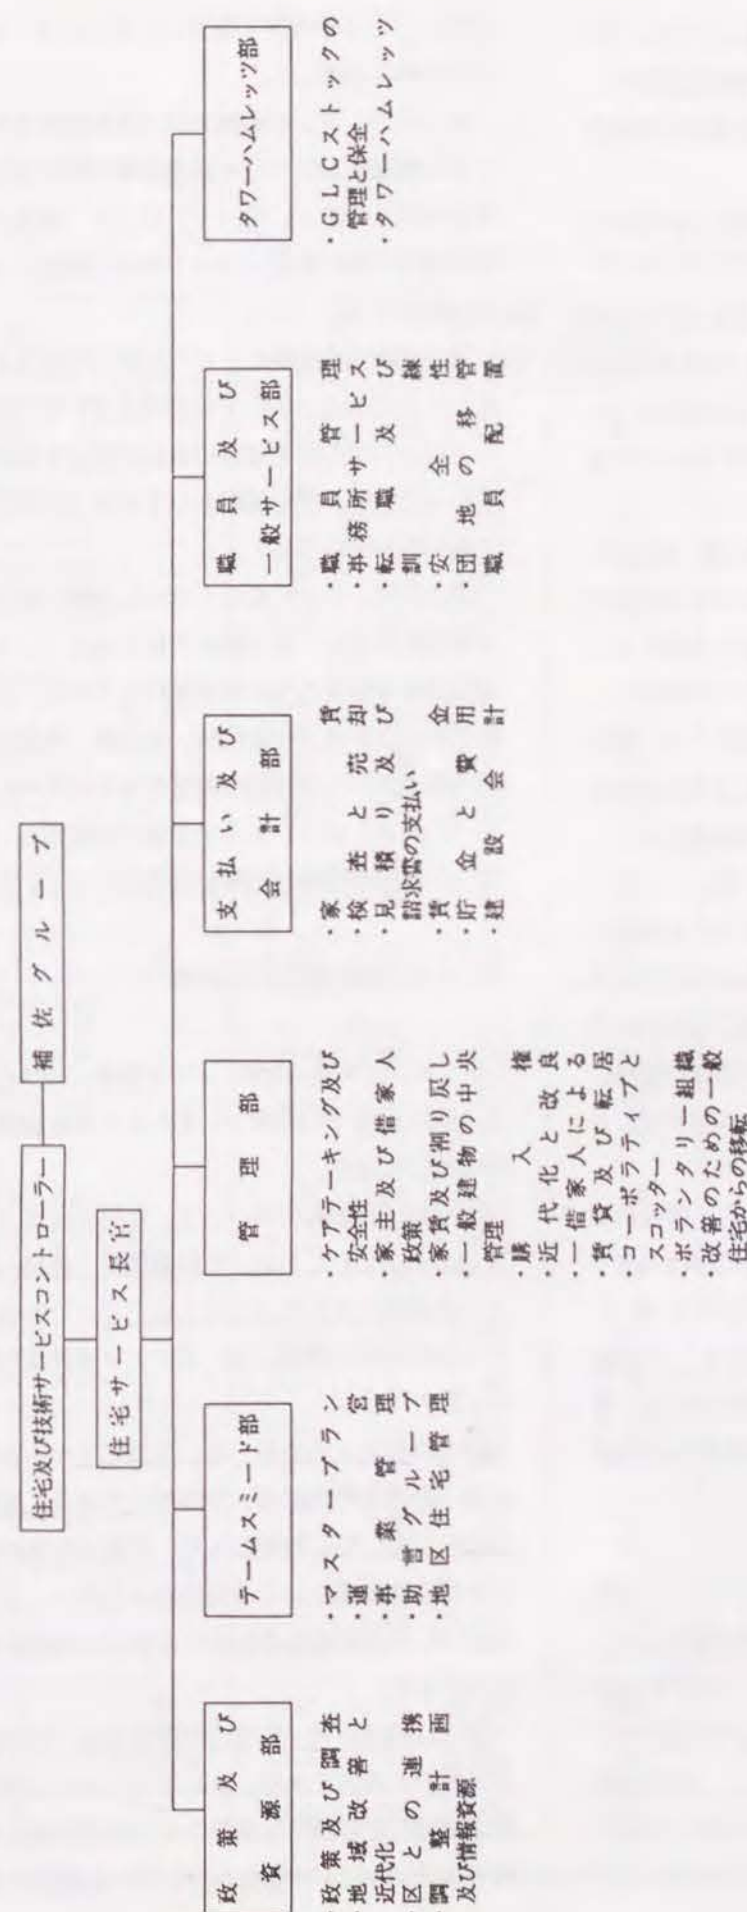 住宅及び技術サービスコントローラー
補佐グループ
住宅サービス長官
政策及び
資源部
・政策及び調査
・地域改善と
近代化
・区との連携
・調整計画
及び情報資源
テームスミード部
・マスタープラン
・運営
・事業管理
・助言グループ
・地区住宅管理
管理部
・ケアテーキング及び
安全性
・家主及び借家人
政策
・家賃及び割り戻し
・一般建物の中央
管理
・購入権
・近代化と改良
・一借家人による
・賃貸及び転居
・コーポラティブと
スコッター
・ボランタリー組織
・改善のための一般
住宅からの移転
支払い及び
会計部
・家賃
・検査と売却
・見積り及び
請求書の支払い
・賃金
・貯金と費用
・建設会計
職員及び
一般サービス部
・職員管理
・事務所サービス
・転職及び
訓練
・安全性
・団地の移管
職員配置
タワーハムレッツ部
・GLCストックの
管理と保全
・タワーハムレッツ